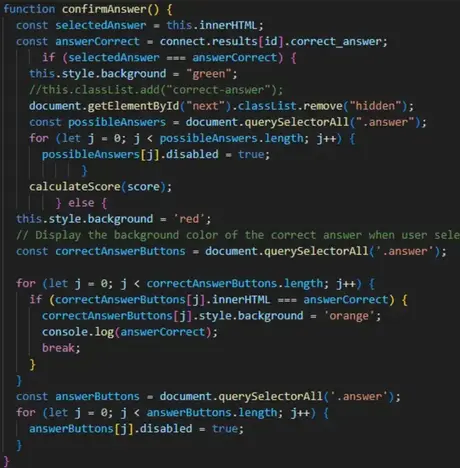 function confirmAnswer() {
const selectedAnswer = this.innerHTML;
const answerCorrect = connect.results[id].correct_answer;
if (selectedAnswer === answerCorrect) {
this.style.background = "green";
//this.classList.add("correct-answer");
document.getElementById("next").classList.remove("hidden");
const possibleAnswers = document.querySelectorAll(".answer");
for (let j = 0; j < possibleAnswers.length; j++) {
possibleAnswers[j].disabled = true;
}
calculateScore(score);
} else {
this.style.background = 'red';
// Display the background color of the correct answer when user sele
const correctAnswerButtons = document.querySelectorAll('.answer');
for (let j = 0; j < correctAnswerButtons.length; j++) {
if (correctAnswerButtons[j].innerHTML === answerCorrect) {
correctAnswerButtons[j].style.background = 'orange';
console.log(answerCorrect);
break;
}
}
const answerButtons = document.querySelectorAll('.answer');
for (let j = 0; j < answerButtons.length; j++) {
answerButtons[j].disabled = true;
}
}